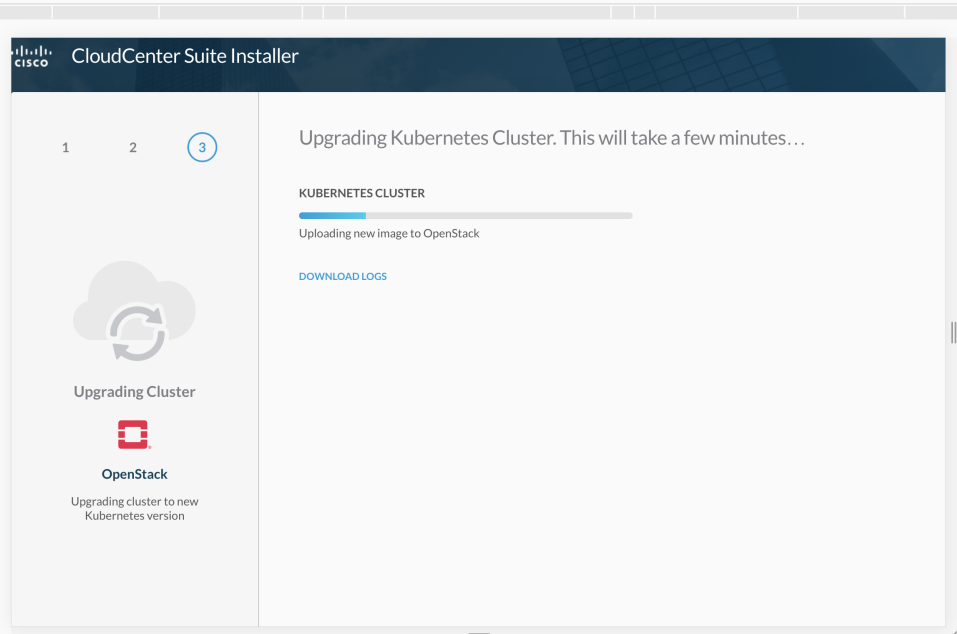 CISCO
CloudCenter Suite Installer
1 2 3
Upgrading Kubernetes Cluster. This will take a few minutes...
KUBERNETES CLUSTER
Uploading new image to OpenStack
DOWNLOAD LOGS
Upgrading Cluster
OpenStack
Upgrading cluster to new
Kubernetes version